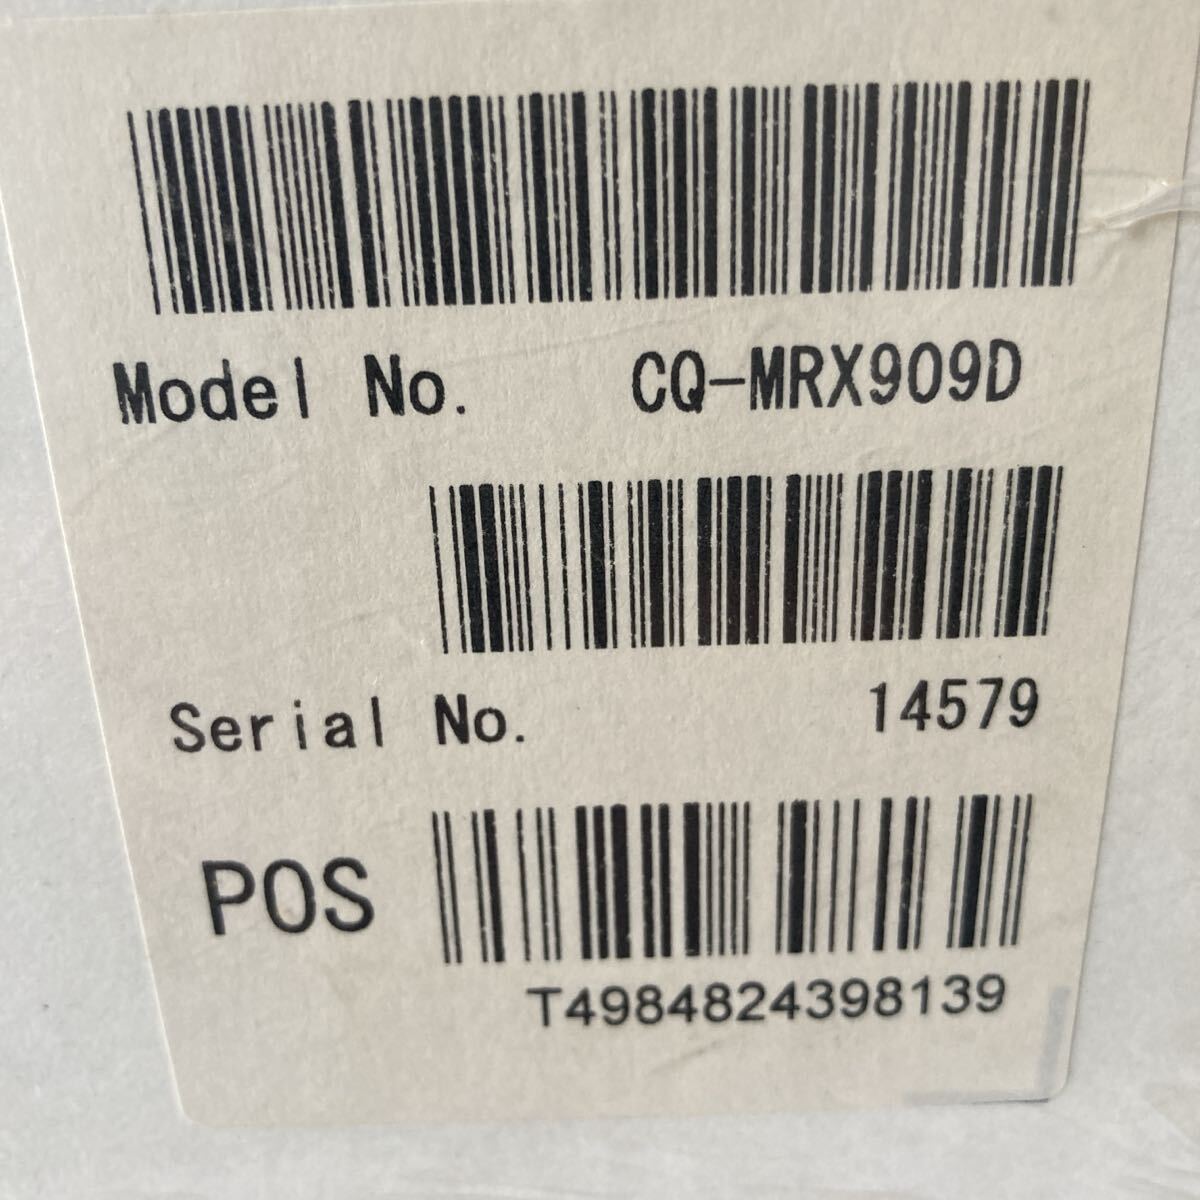 Model No. CQ-MRX909D
Serial No. 14579
POS
T4984824398139